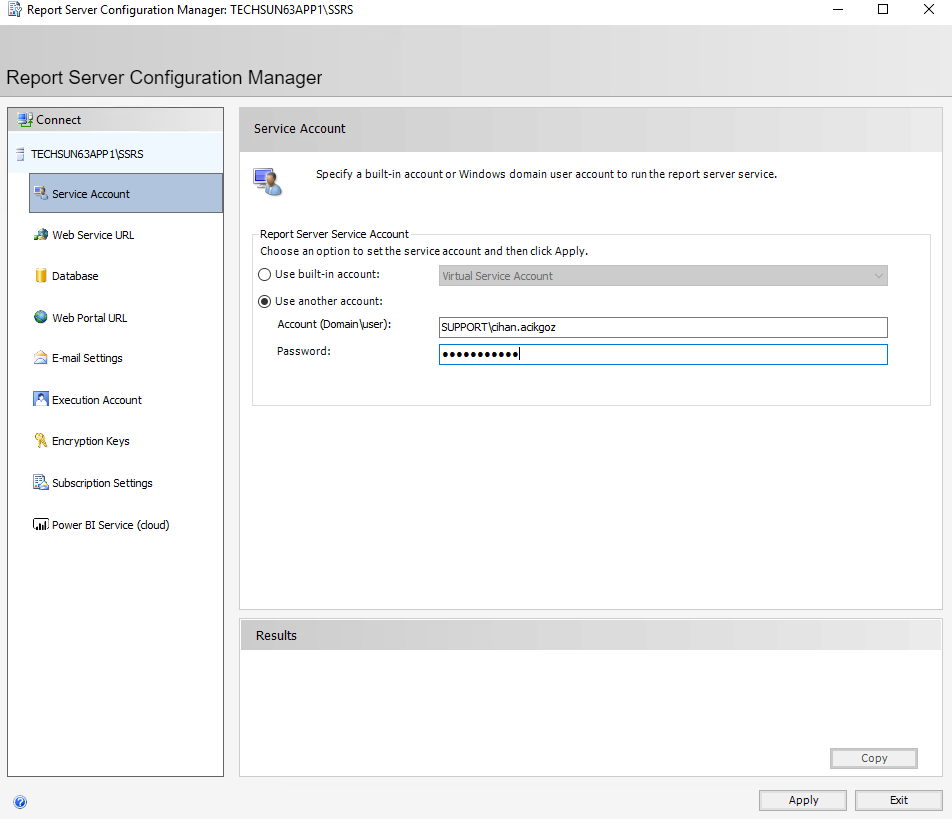 Report Server Configuration Manager: TECHSUN63APP1\SSRS
Report Server Configuration Manager
Connect
TECHSUN63APP1\SSRS
Service Account
Web Service URL
Database
Web Portal URL
E-mail Settings
Execution Account
Encryption Keys
Subscription Settings
Power BI Service (cloud)
Service Account
Specify a built-in account or Windows domain user account to run the report server service.
Report Server Service Account
Choose an option to set the service account and then click Apply.
Use built-in account:
Virtual Service Account
Use another account:
Account (Domain\user):
SUPPORT\cihan.acikgoz
Password:
●●●●●●●●●●●
Results
Copy
Apply
Exit